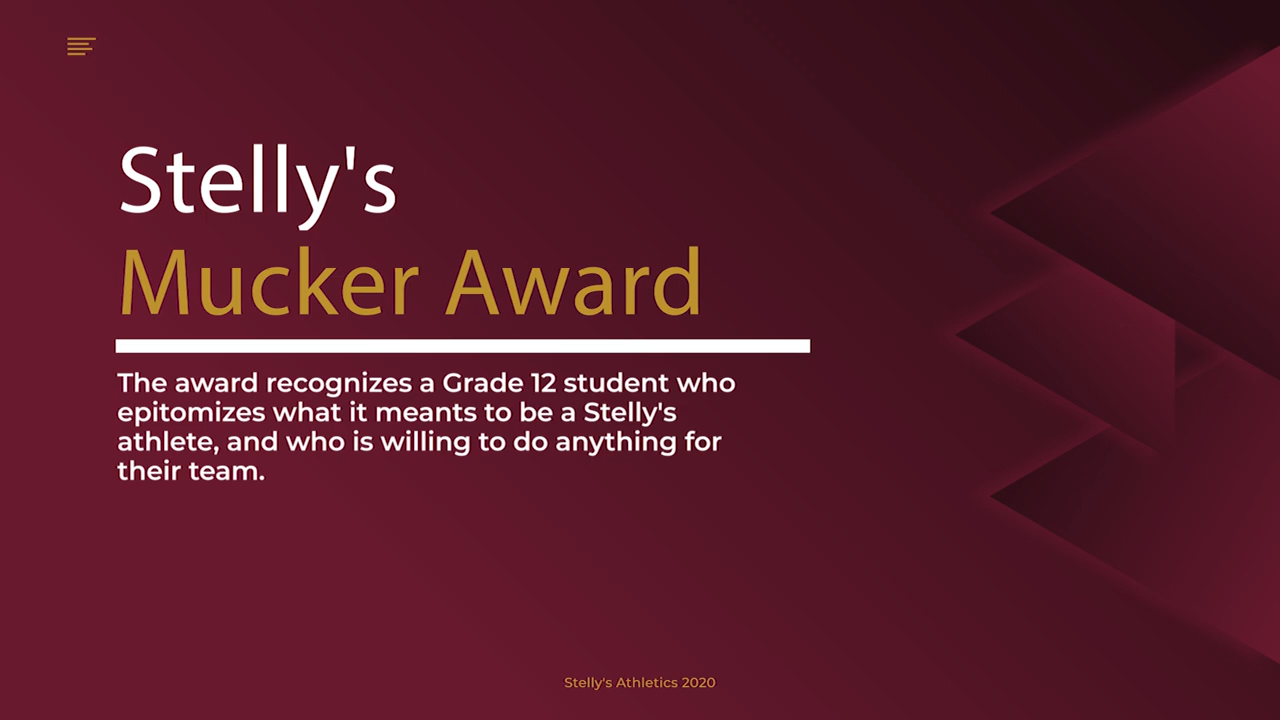 Stelly's
Mucker Award
The award recognizes a Grade 12 student who
epitomizes what it meants to be a Stelly's
athlete, and who is willing to do anything for
their team.
Stelly's Athletics 2020